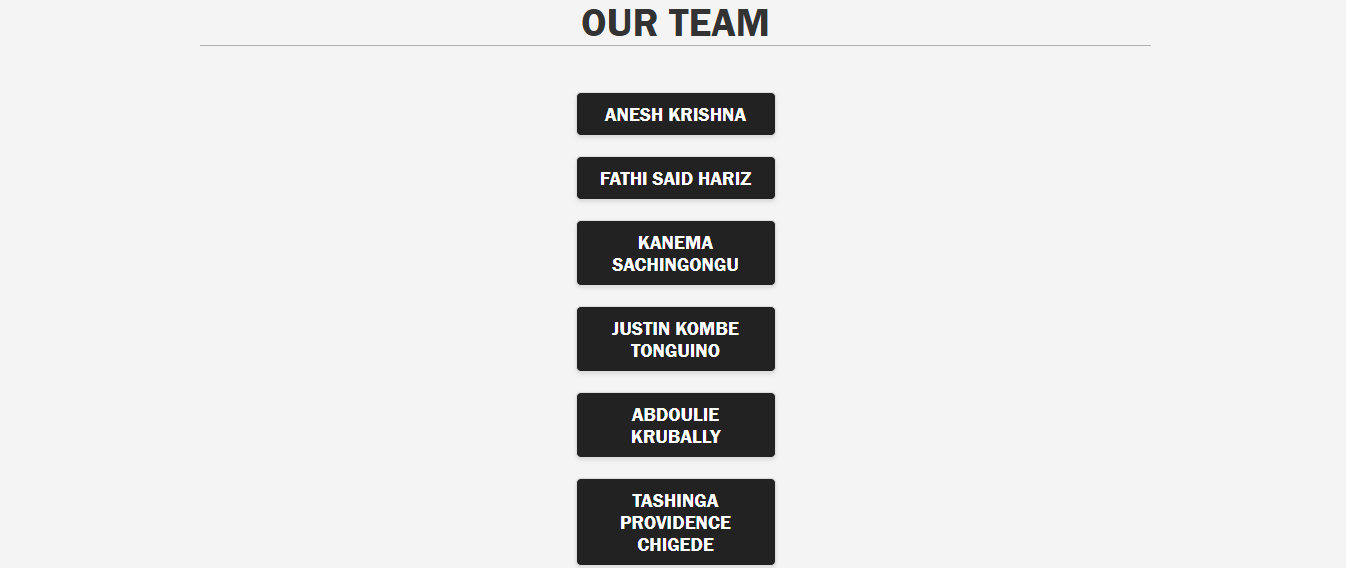 OUR TEAM
ANESH KRISHNA
FATHI SAID HARIZ
KANEMA
SACHINGONGU
JUSTIN KOMBE
TONGUINO
ABDOULIE
KRUBALLY
TASHINGA
PROVIDENCE
CHIGEDE